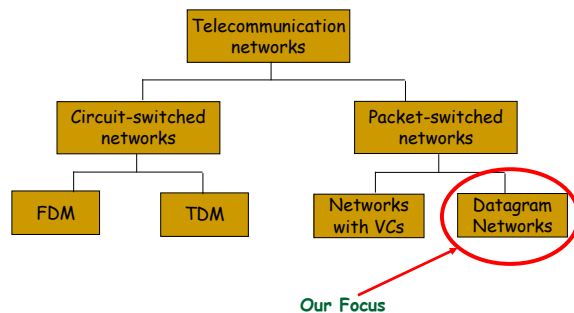 Telecommunication
networks
Circuit-switched
networks
Packet-switched
networks
FDM
TDM
Networks
with VCs
Datagram
Networks
Our Focus